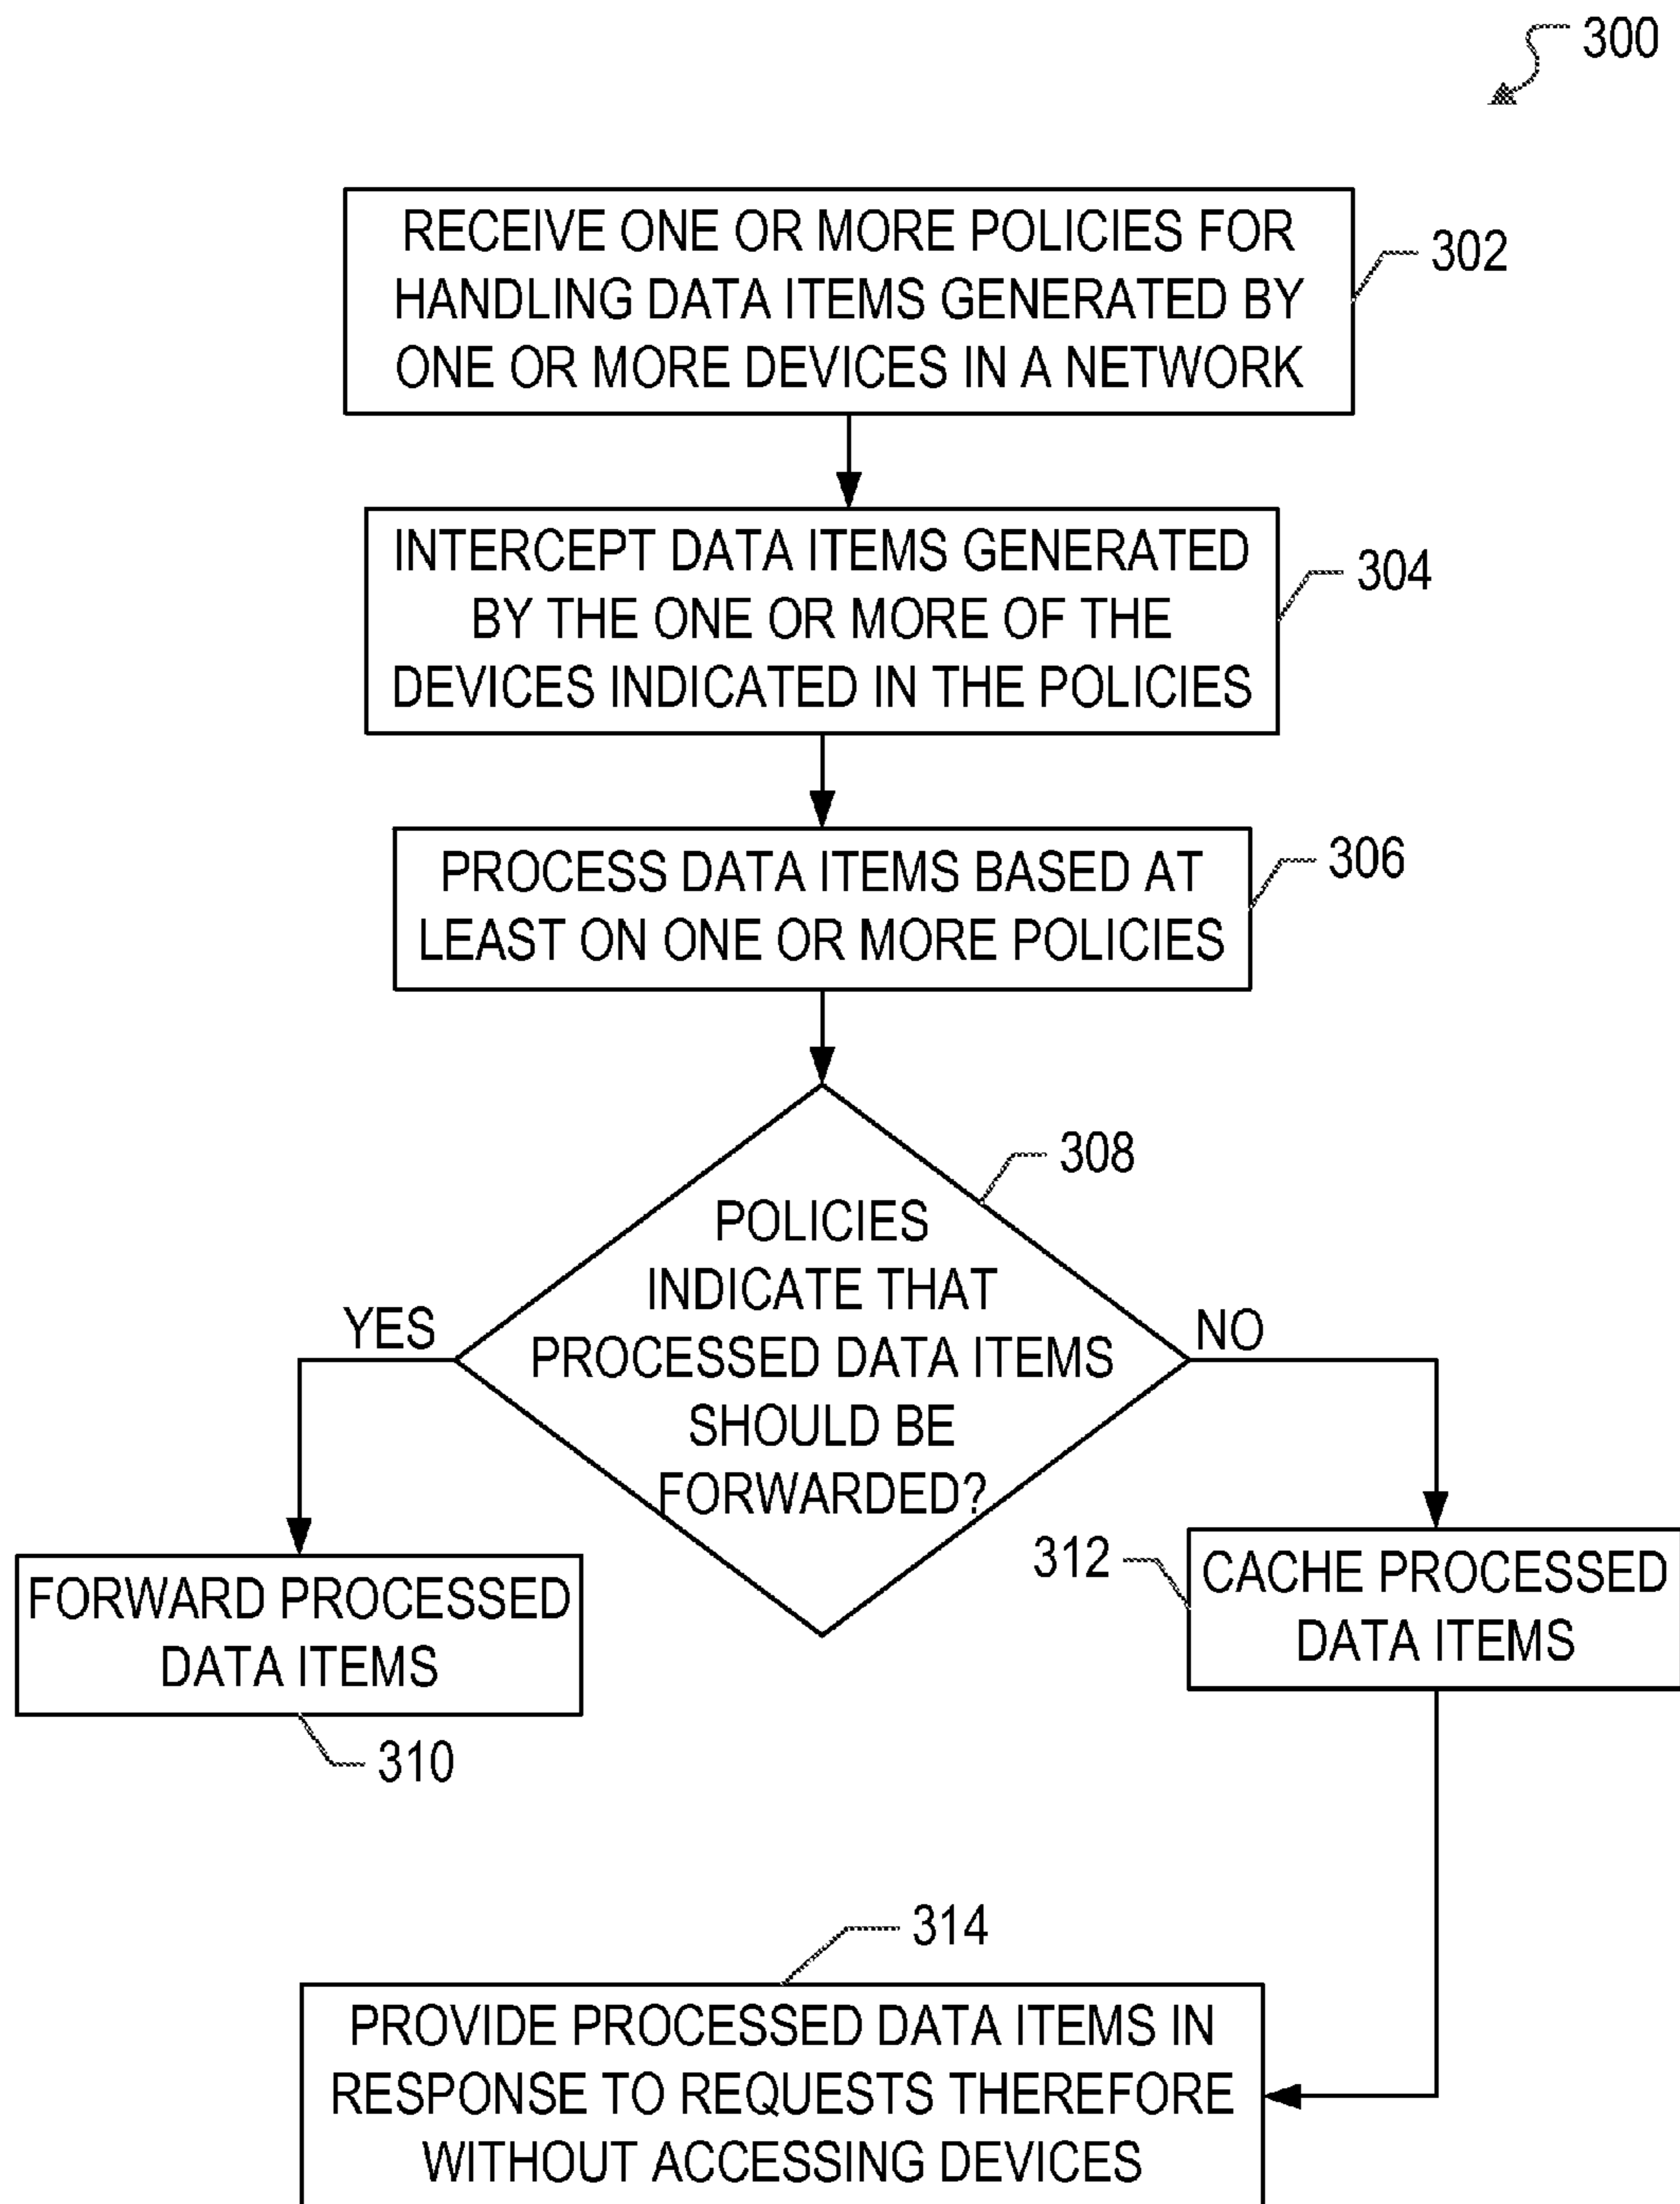 300
RECEIVE ONE OR MORE POLICIES FOR
HANDLING DATA ITEMS GENERATED BY
ONE OR MORE DEVICES IN A NETWORK
302
INTERCEPT DATA ITEMS GENERATED
BY THE ONE OR MORE OF THE
DEVICES INDICATED IN THE POLICIES
304
PROCESS DATA ITEMS BASED AT
LEAST ON ONE OR MORE POLICIES
306
308
POLICIES
INDICATE THAT
PROCESSED DATA ITEMS
SHOULD BE
FORWARDED?
YES
NO
FORWARD PROCESSED
DATA ITEMS
310
312
CACHE PROCESSED
DATA ITEMS
314
PROVIDE PROCESSED DATA ITEMS IN
RESPONSE TO REQUESTS THEREFORE
WITHOUT ACCESSING DEVICES